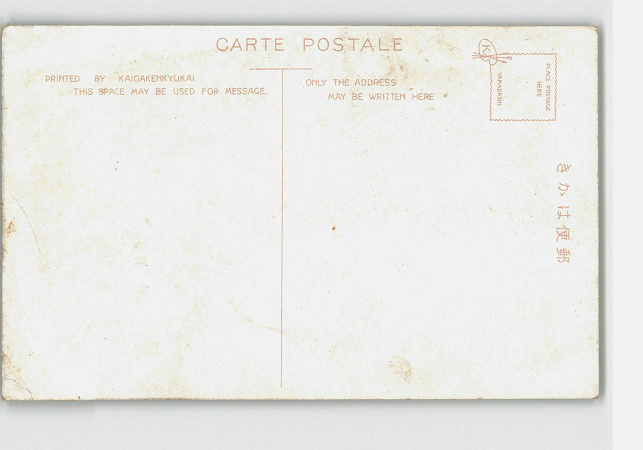 CARTE POSTALE
PRINTED BY KAIGAKENKYUKAI
THIS SPACE MAY BE USED FOR MESSAGE.
ONLY THE ADDRESS
MAY BE WRITTEN HERE
PLACE POSTAGE
HERE
きかは便郵